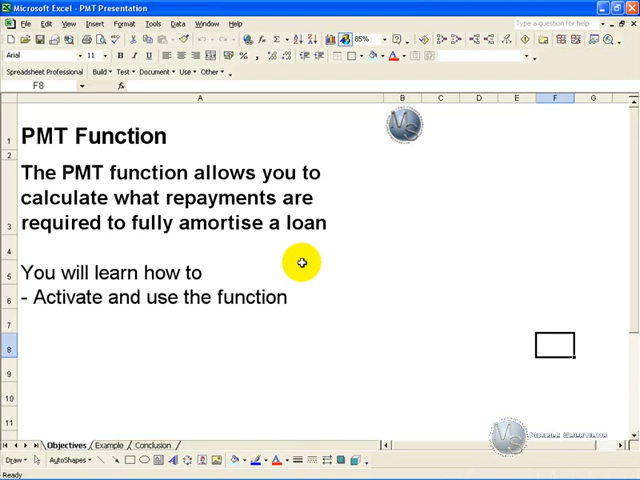 Microsoft Excel - PMT Presentation
File Edit View Insert Format Tools Data Window Help
Type a question for help
85%
Arial 11
Spreadsheet Professional Build Test Document Use Other
F8 fx
A B C D E F G
1 PMT Function
2
The PMT function allows you to
calculate what repayments are
3 required to fully amortise a loan
4
5 You will learn how to
6 - Activate and use the function
7
8
9
10
11
Objectives Example Conclusion
Draw AutoShapes
Ready